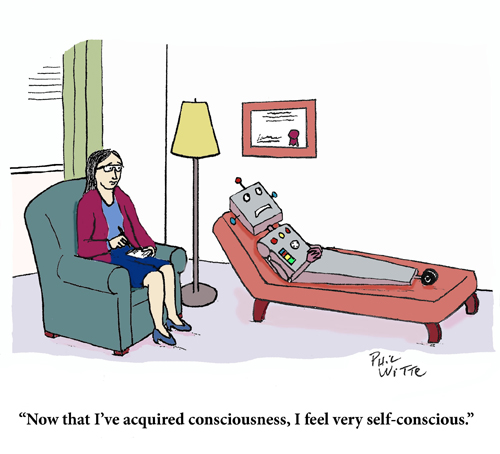 PHIL
WITTE
“Now that I’ve acquired consciousness, I feel very self-conscious.”